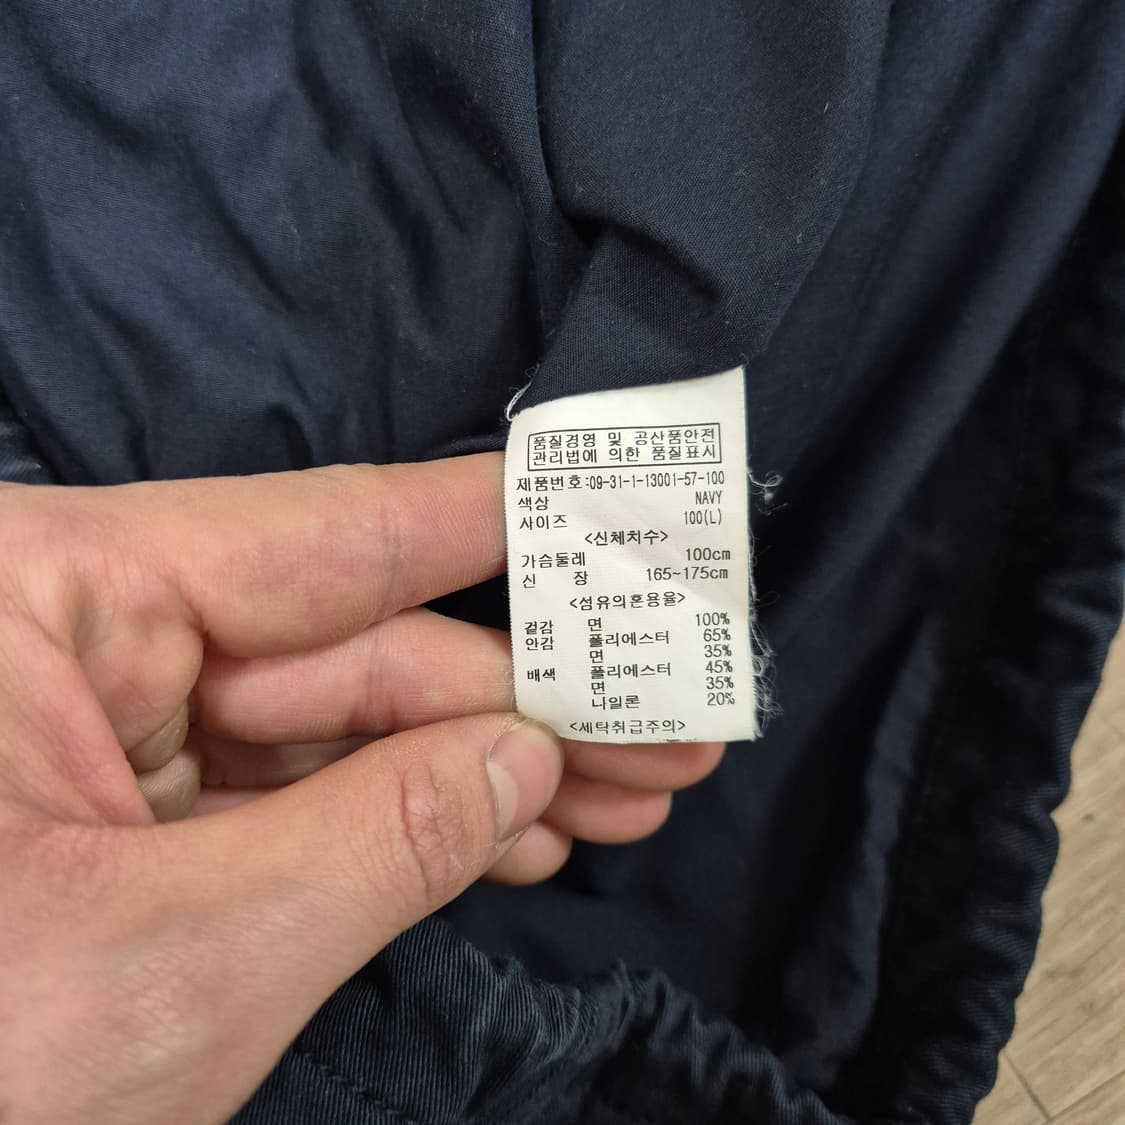 품질경영 및 공산품안전
관리법에 의한 품질표시
제품번호:09-31-1-13001-57-100
색상 NAVY
사이즈 100(L)
<신체치수>
가슴둘레 100cm
신 장 165~175cm
<섬유의혼용율>
겉감 면 100%
안감 폴리에스터 65%
면 35%
배색 폴리에스터 45%
면 35%
나일론 20%
<세탁취급주의>